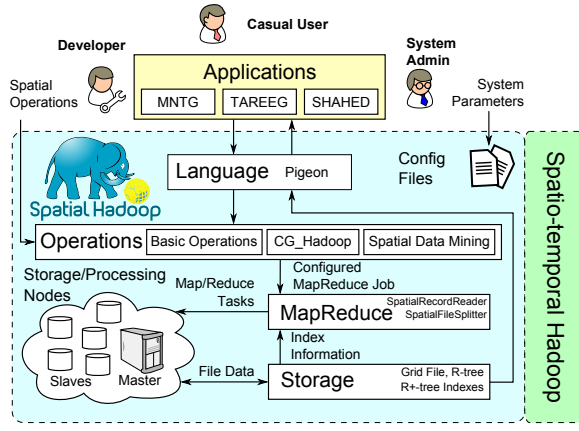 Casual User
Developer
System
Admin
Applications
MNTG
TAREEG
SHAHED
Spatial
Operations
System
Parameters
Language Pigeon
Config
Files
Spatial Hadoop
Operations
Basic Operations
CG_Hadoop
Spatial Data Mining
Storage/Processing
Nodes
Map/Reduce
Tasks
Configured
MapReduce Job
MapReduce
SpatialRecordReader
SpatialFileSplitter
Index
Information
Slaves
Master
File Data
Storage
Grid File, R-tree
R+-tree Indexes
Spatio-temporal Hadoop